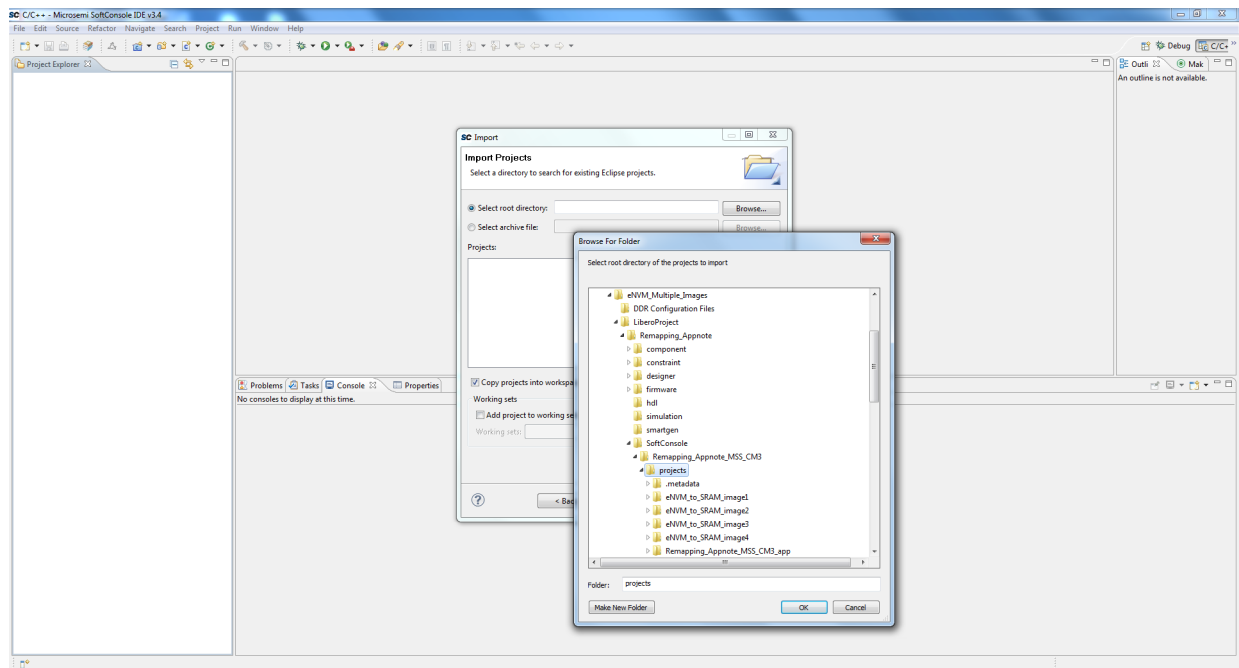 SC C/C++ - Microsemi SoftConsole IDE v3.4
File Edit Source Refactor Navigate Search Project Run Window Help
Debug C/C+ »
Project Explorer
Outli Mak
An outline is not available.
SC Import
Import Projects
Select a directory to search for existing Eclipse projects.
Select root directory: Browse...
Select archive file: Browse...
Projects:
Browse For Folder
Select root directory of the projects to import
eNVM_Multiple_Images
DDR Configuration Files
LiberoProject
Remapping_Appnote
component
constraint
designer
firmware
hdl
simulation
smartgen
SoftConsole
Remapping_Appnote_MSS_CM3
projects
.metadata
eNVM_to_SRAM_image1
eNVM_to_SRAM_image2
eNVM_to_SRAM_image3
eNVM_to_SRAM_image4
Remapping_Appnote_MSS_CM3_app
Folder: projects
Make New Folder OK Cancel
Copy projects into workspa
Working sets
Add project to working se
Working sets:
? < Bac
Problems Tasks Console Properties
No consoles to display at this time.